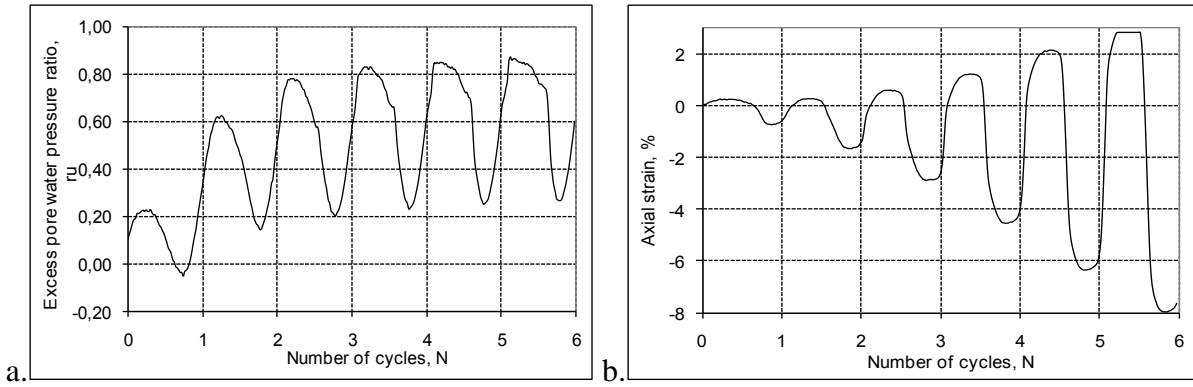 Excess pore water pressure ratio,
ru
1,00
0,80
0,60
0,40
0,20
0,00
-0,20
0 1 2 3 4 5 6
Number of cycles, N
a.
Axial strain, %
2
0
-2
-4
-6
-8
0 1 2 3 4 5 6
Number of cycles, N
b.